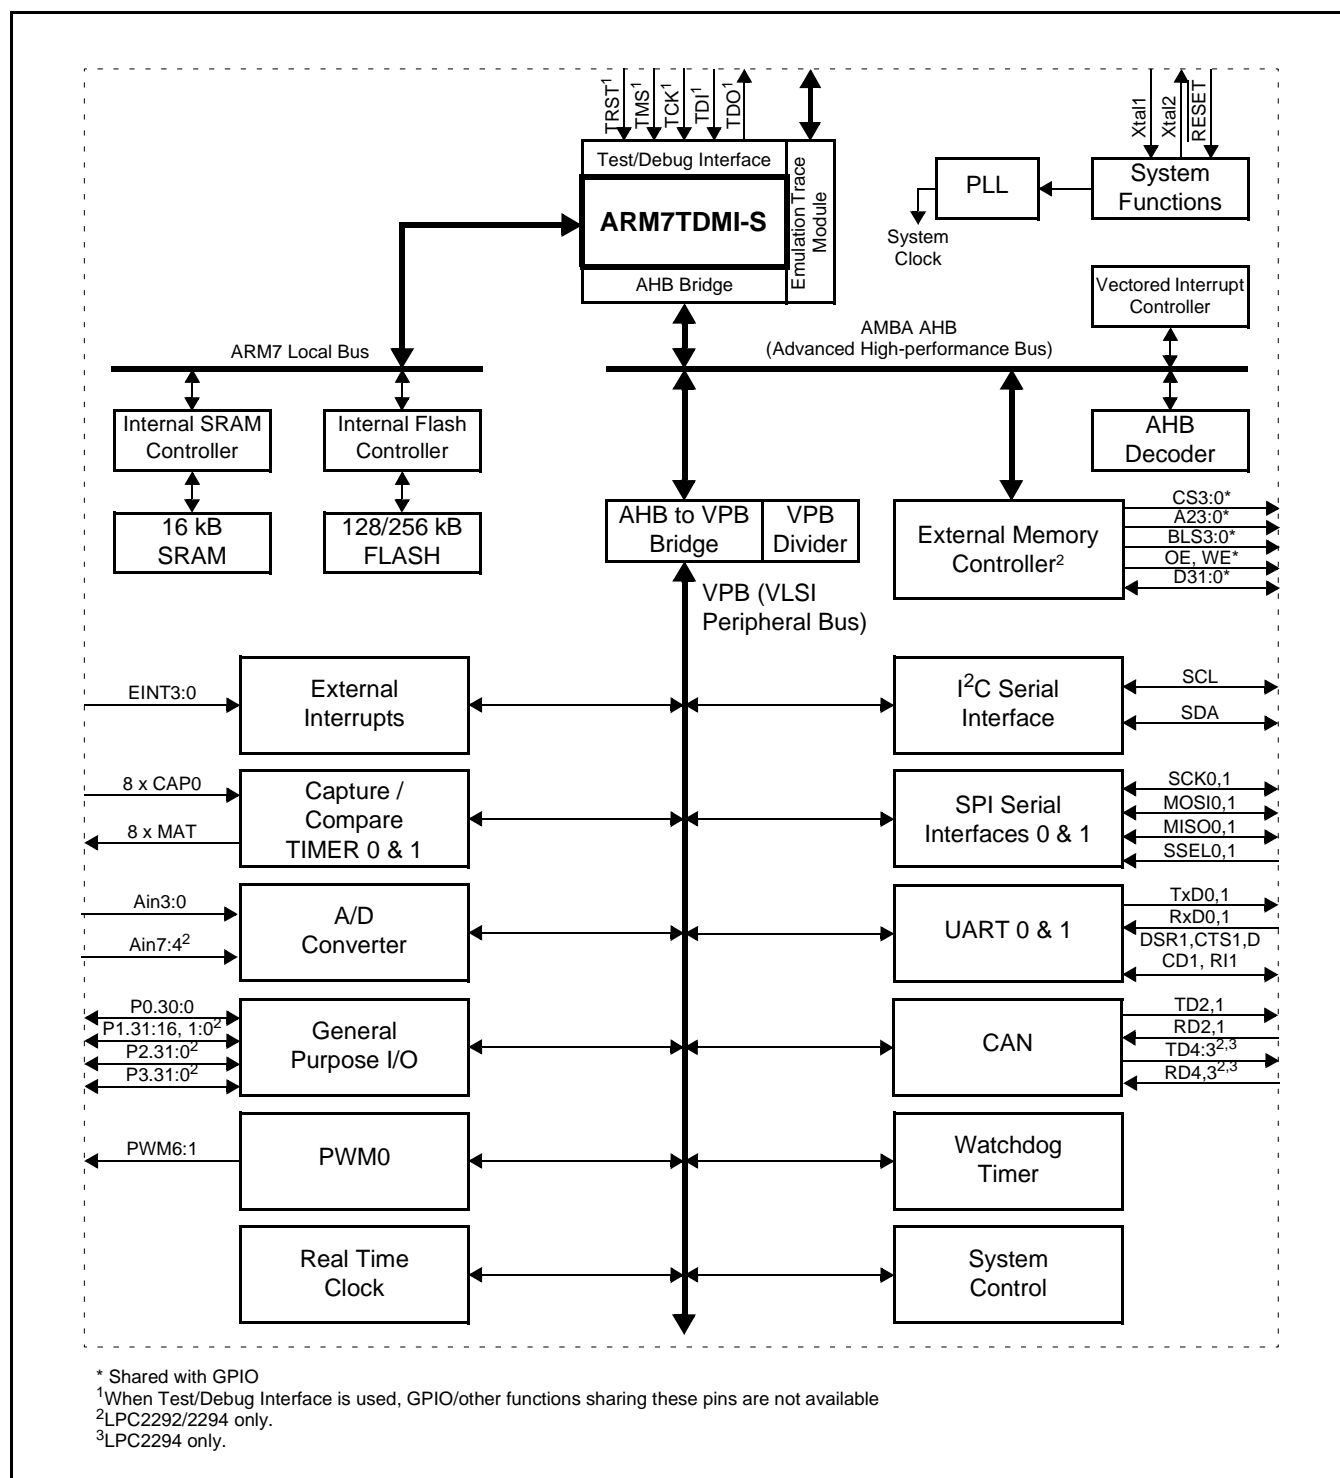 TRST1
TMS1
TCK1
TDI1
TDO1
Xtal1
Xtal2
RESET
Test/Debug Interface
Emulation Trace
Module
ARM7TDMI-S
AHB Bridge
PLL
System
Functions
System
Clock
Vectored Interrupt
Controller
ARM7 Local Bus
AMBA AHB
(Advanced High-performance Bus)
Internal SRAM
Controller
Internal Flash
Controller
AHB
Decoder
16 kB
SRAM
128/256 kB
FLASH
AHB to VPB
Bridge
VPB
Divider
External Memory
Controller2
CS3:0*
A23:0*
BLS3:0*
OE, WE*
D31:0*
VPB (VLSI
Peripheral Bus)
EINT3:0
External
Interrupts
I2C Serial
Interface
SCL
SDA
8 x CAP0
8 x MAT
Capture /
Compare
TIMER 0 & 1
SPI Serial
Interfaces 0 & 1
SCK0,1
MOSI0,1
MISO0,1
SSEL0,1
Ain3:0
Ain7:42
A/D
Converter
UART 0 & 1
TxD0,1
RxD0,1
DSR1,CTS1,D
CD1, RI1
P0.30:0
P1.31:16, 1:02
P2.31:02
P3.31:02
General
Purpose I/O
CAN
TD2,1
RD2,1
TD4:32,3
RD4,32,3
PWM6:1
PWM0
Watchdog
Timer
Real Time
Clock
System
Control
* Shared with GPIO
1When Test/Debug Interface is used, GPIO/other functions sharing these pins are not available
2LPC2292/2294 only.
3LPC2294 only.